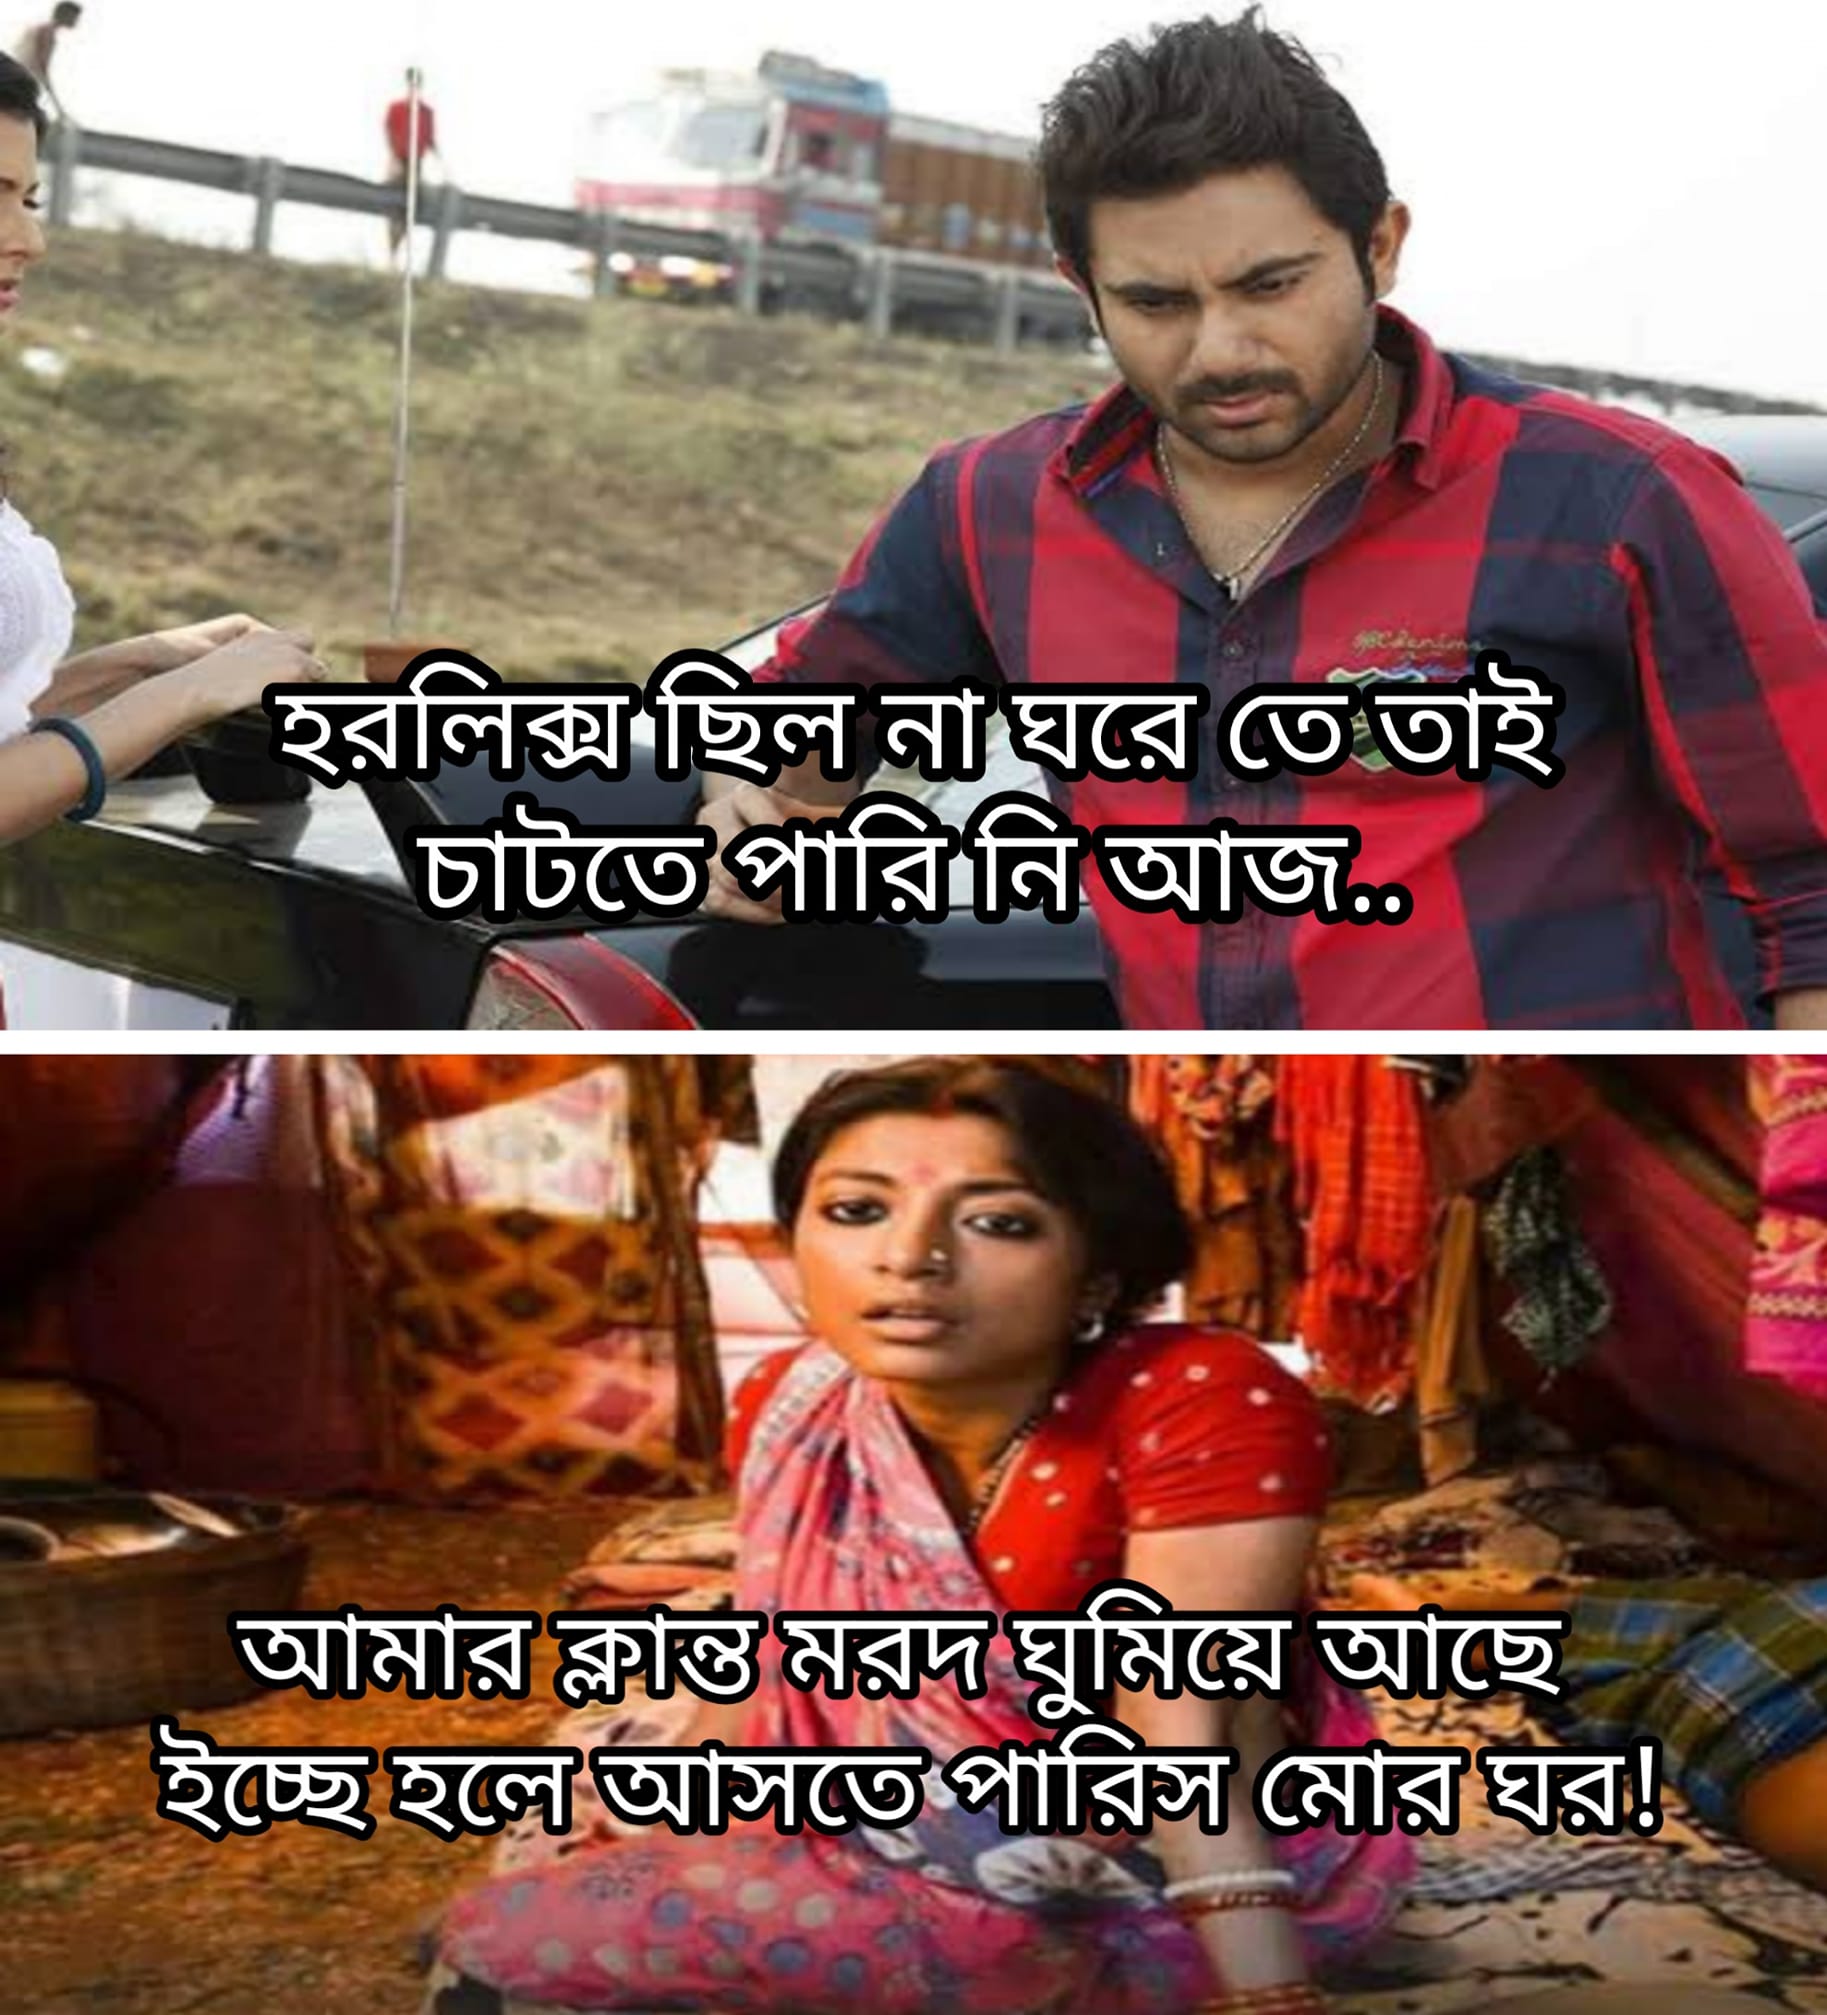 হরলিক্স ছিল না ঘরে তে তাই
চাটতে পারি নি আজ..
আমার ক্লান্ত মরদ ঘুমিয়ে আছে
ইচ্ছে হলে আসতে পারিস মোর ঘর!